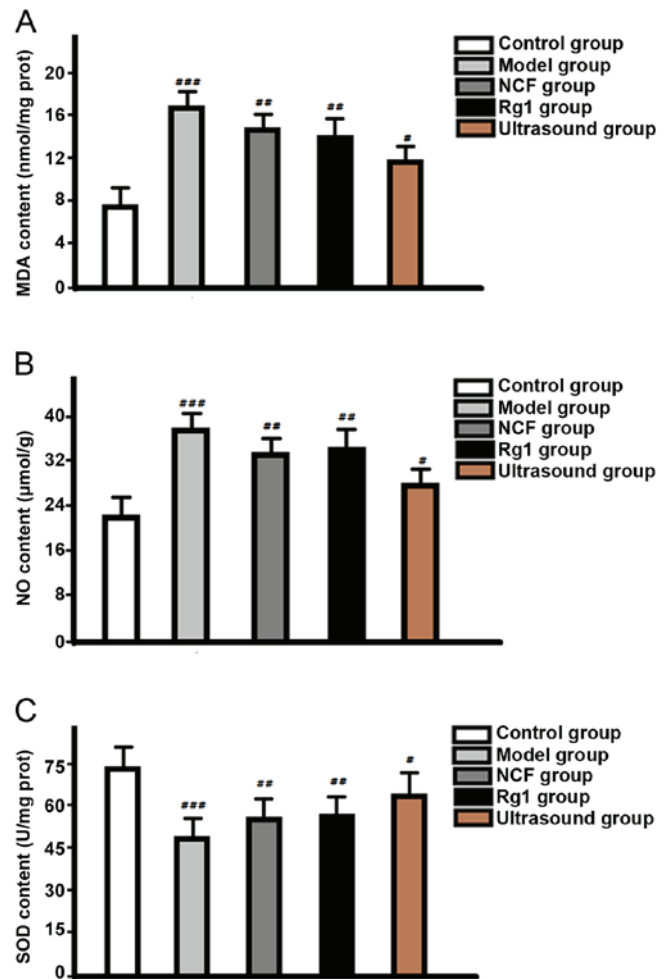 A
Control group
Model group
NCF group
Rg1 group
Ultrasound group
MDA content (nmol/mg prot)
20
16
12
8
4
0
###
##
##
#
B
Control group
Model group
NCF group
Rg1 group
Ultrasound group
NO content (μmol/g)
40
32
24
16
8
0
###
##
##
#
C
Control group
Model group
NCF group
Rg1 group
Ultrasound group
SOD content (U/mg prot)
75
60
45
30
15
0
###
##
##
#